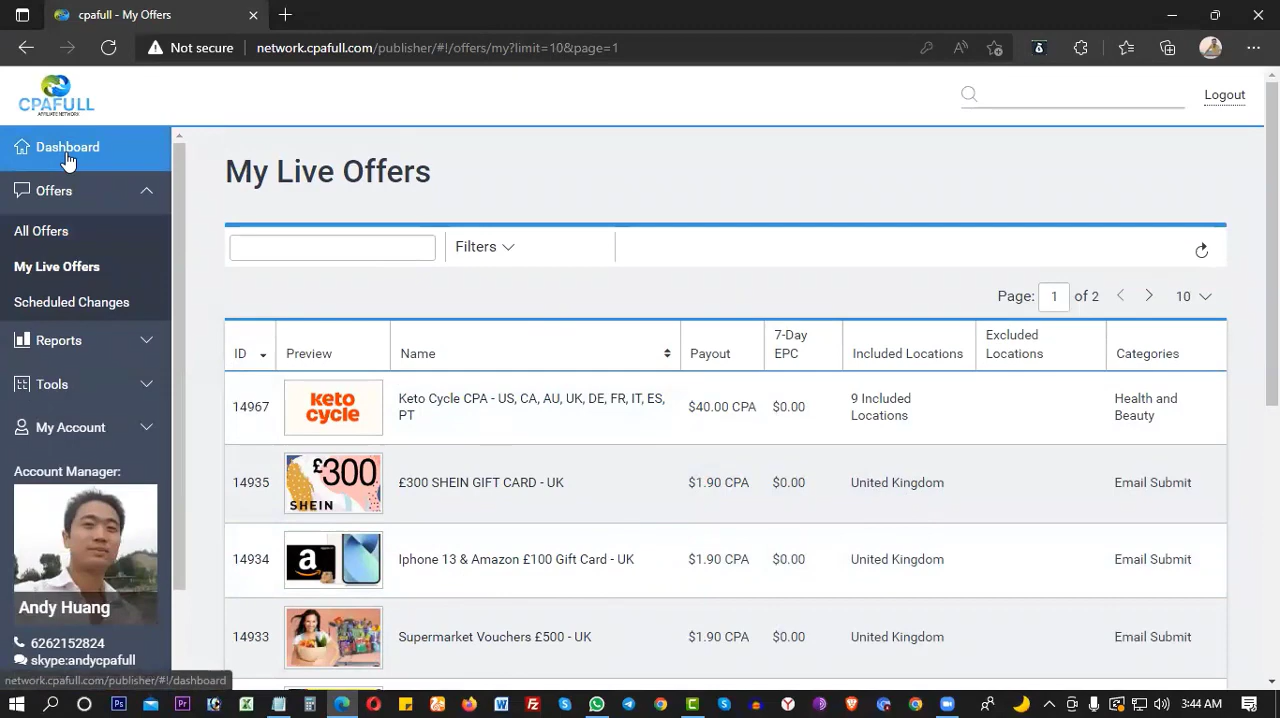 cpafull - My Offers
Not secure
network.cpafull.com/publisher/#!/offers/my?limit=10&page=1
CPAFULL
AFFILIATE NETWORK
Logout
Dashboard
Offers
All Offers
My Live Offers
Scheduled Changes
Reports
Tools
My Account
Account Manager:
Andy Huang
6262152824
skype:andycpafull
network.cpafull.com/publisher/#!/dashboard
My Live Offers
Filters
Page: 1 of 2 10
ID Preview Name Payout 7-Day EPC Included Locations Excluded Locations Categories
14967 keto cycle Keto Cycle CPA - US, CA, AU, UK, DE, FR, IT, ES, PT $40.00 CPA $0.00 9 Included Locations Health and Beauty
14935 £300 SHEIN £300 SHEIN GIFT CARD - UK $1.90 CPA $0.00 United Kingdom Email Submit
14934 a Iphone 13 & Amazon £100 Gift Card - UK $1.90 CPA $0.00 United Kingdom Email Submit
14933 Supermarket Vouchers £500 - UK $1.90 CPA $0.00 United Kingdom Email Submit
3:44 AM